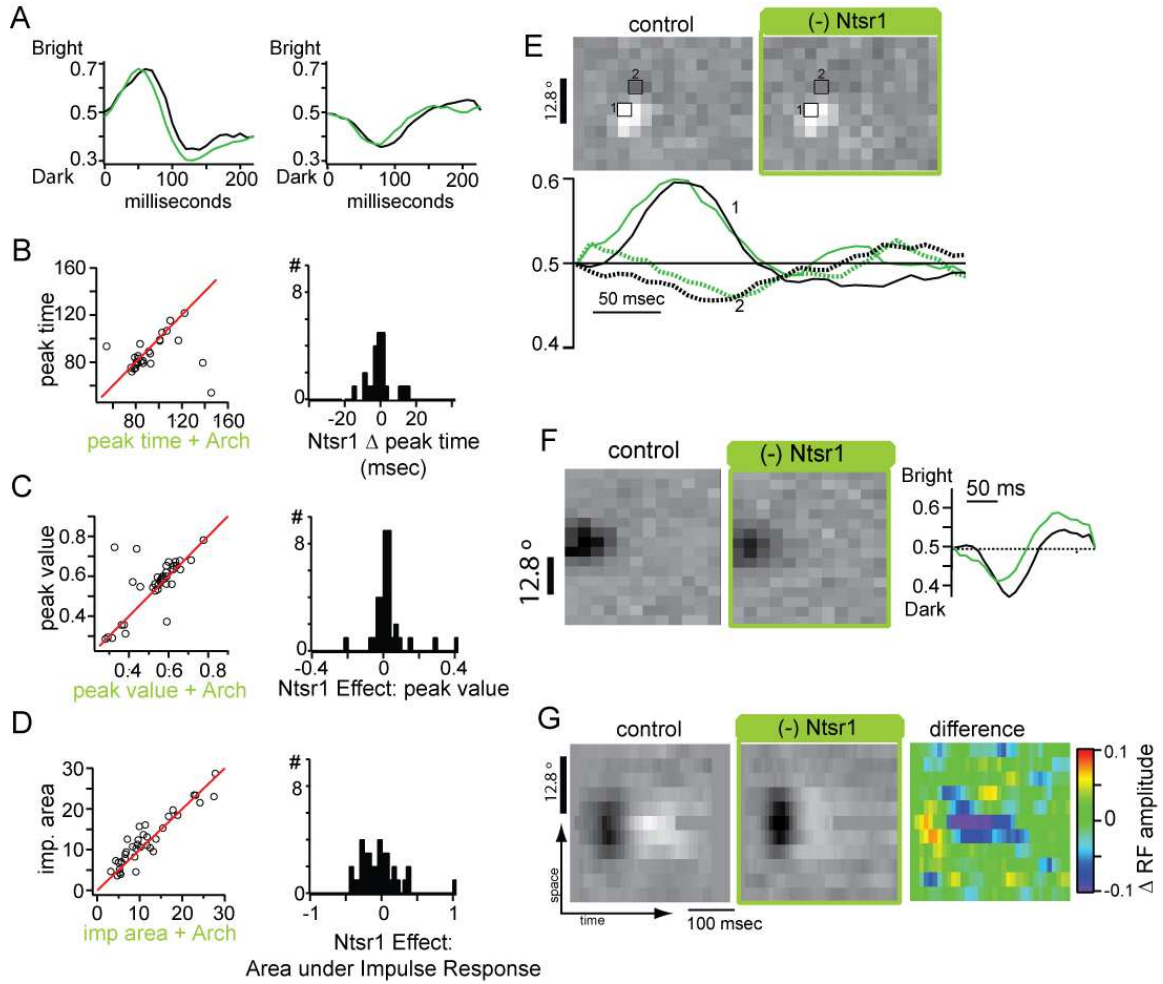 A
Bright
0.7
0.5
0.3
Dark
0 100 200
milliseconds
Bright
0.7
0.5
0.3
Dark
0 100 200
milliseconds
B
160
120
80
peak time
80 120 160
peak time + Arch
#
8
0
-20 0 20
Ntsr1 Δ peak time
(msec)
C
0.8
0.6
0.4
peak value
0.4 0.6 0.8
peak value + Arch
#
8
0
-0.4 0 0.4
Ntsr1 Effect: peak value
D
30
20
10
0
imp. area
0 10 20 30
imp area + Arch
#
8
0
-1 0 1
Ntsr1 Effect:
Area under Impulse Response
E
control
(-) Ntsr1
12.8 °
2
1
2
1
0.6
0.5
0.4
1
2
50 msec
F
control
(-) Ntsr1
12.8 °
Bright
50 ms
0.6
0.5
0.4
Dark
G
control
(-) Ntsr1
difference
12.8 °
space
time
100 msec
0.1
0
-0.1
Δ RF amplitude